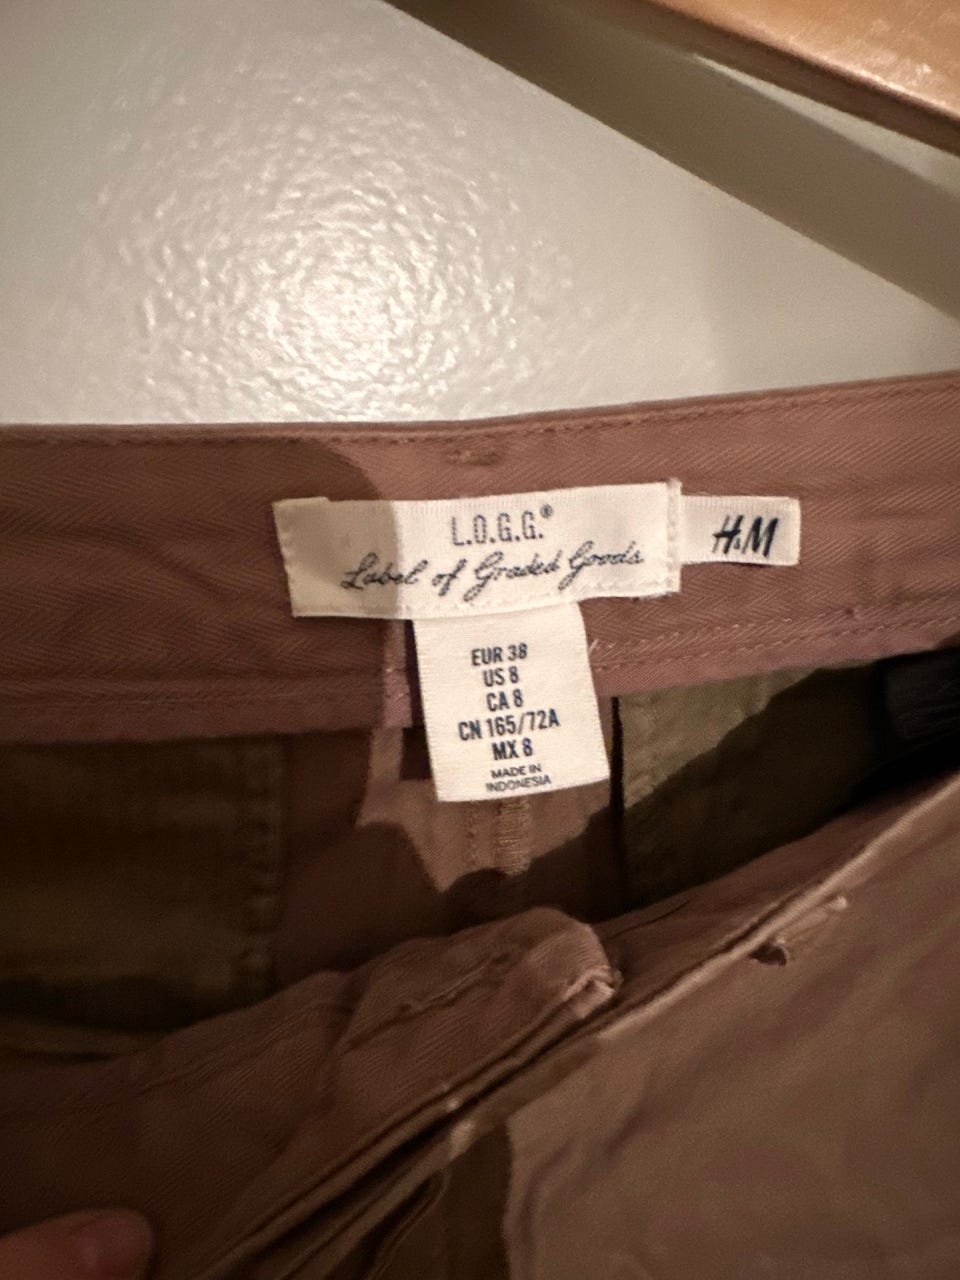 L.O.G.G.®
Label of Graded Goods
H&M
EUR 38
US 8
CA 8
CN 165/72A
MX 8
MADE IN
INDONESIA